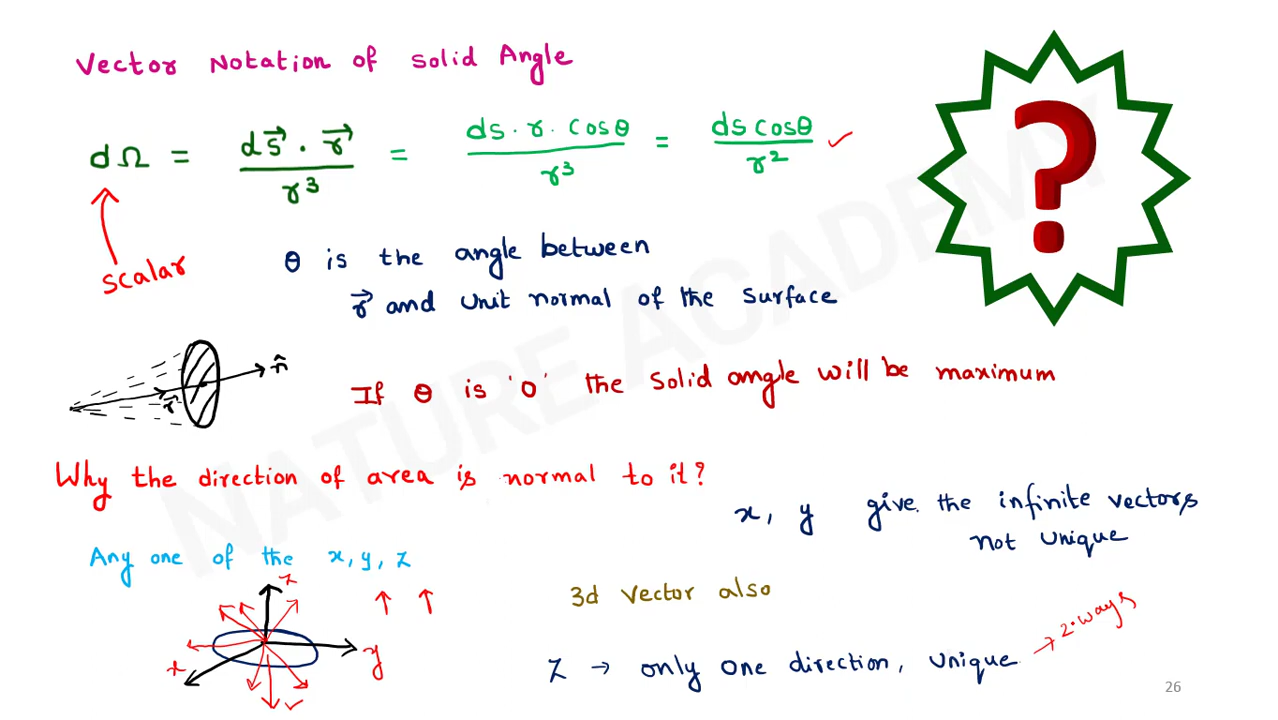 Vector Notation of Solid Angle
dΩ = ds⃗ · r⃗ / r³ = ds · r · cosθ / r³ = ds cosθ / r² ✓
Scalar
θ is the angle between
r⃗ and unit normal of the surface
?
n̂
r̂
If θ is '0' the solid angle will be maximum
Why the direction of area is normal to it?
x, y give the infinite vectors
not unique
Any one of the x, y, z
z
y
x
3d vector also
z → only one direction, unique → 2 ways
NATURE ACADEMY
26